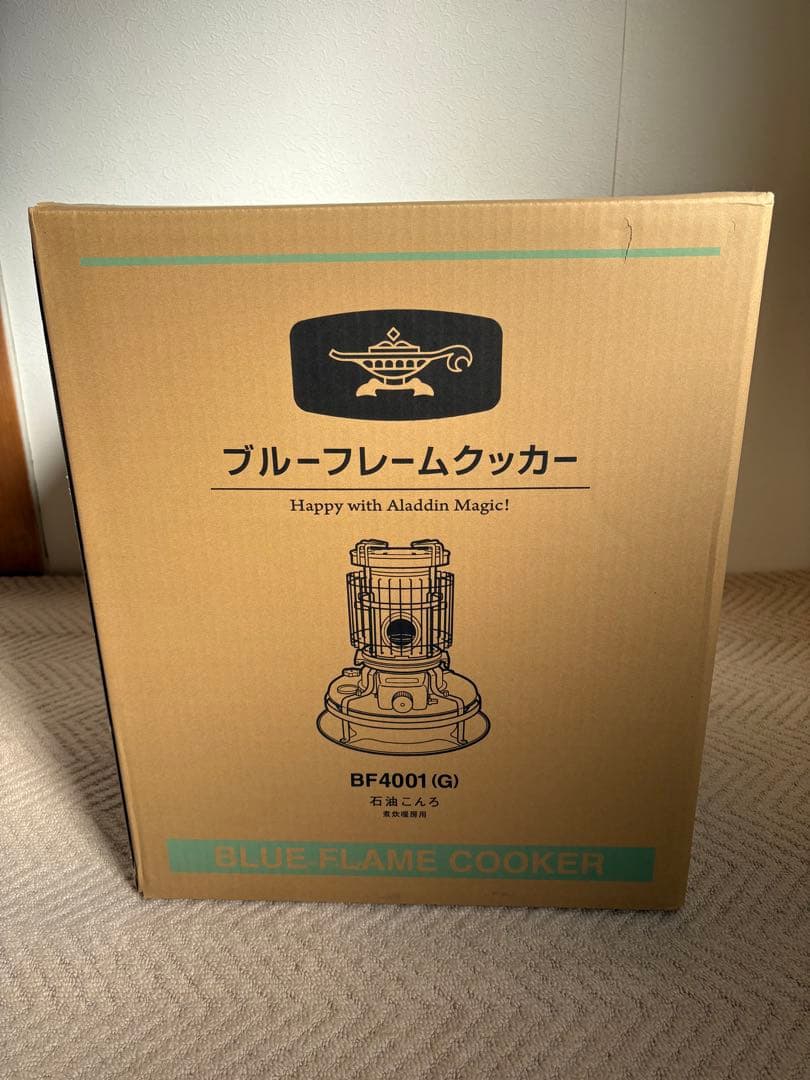 ブルーフレームクッカー
Happy with Aladdin Magic!
BF4001(G)
石油こんろ
煮炊暖房用
BLUE FLAME COOKER